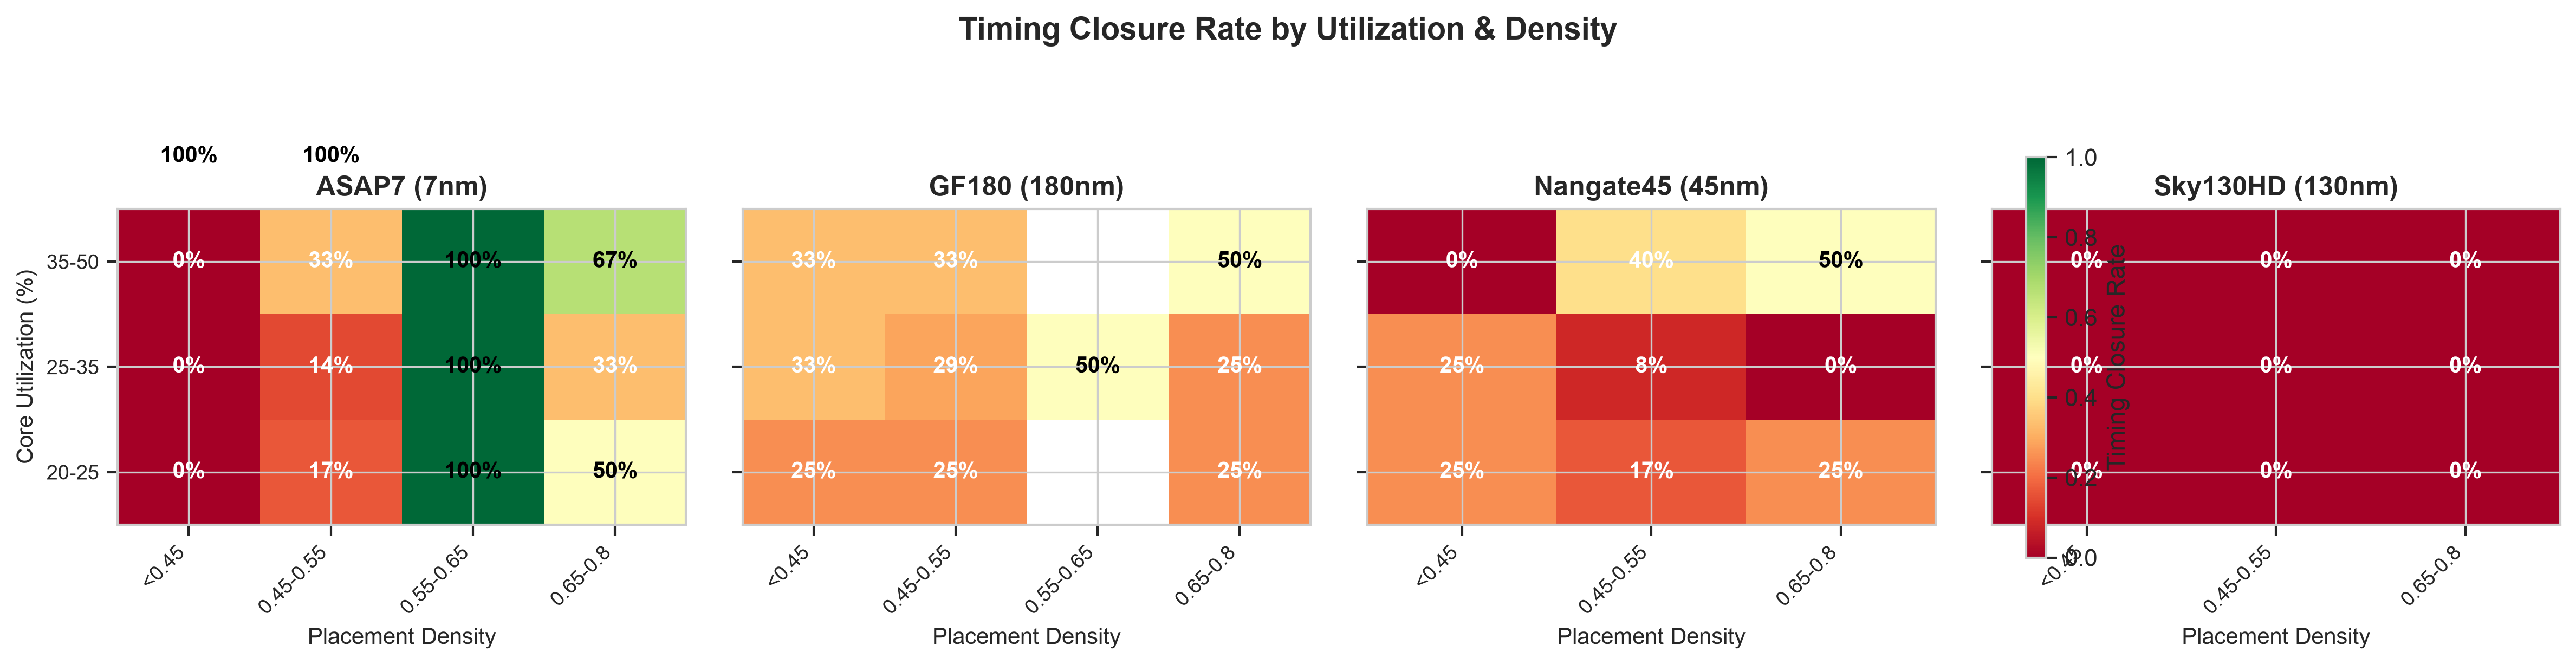 Timing Closure Rate by Utilization & Density
100% 100%
ASAP7 (7nm)
Core Utilization (%)
35-50 0% 33% 100% 67%
25-35 0% 14% 100% 33%
20-25 0% 17% 100% 50%
<0.45 0.45-0.55 0.55-0.65 0.65-0.8
Placement Density
GF180 (180nm)
33% 33% 50%
33% 29% 50% 25%
25% 25% 25%
<0.45 0.45-0.55 0.55-0.65 0.65-0.8
Placement Density
Nangate45 (45nm)
0% 40% 50%
25% 8% 0%
25% 17% 25%
<0.45 0.45-0.55 0.65-0.8
Placement Density
Sky130HD (130nm)
0% 0% 0%
0% 0% 0%
0% 0% 0%
<0.45 0.45-0.55 0.65-0.8
Placement Density
1.0
0.8
0.6
0.4
0.2
0.0
Timing Closure Rate